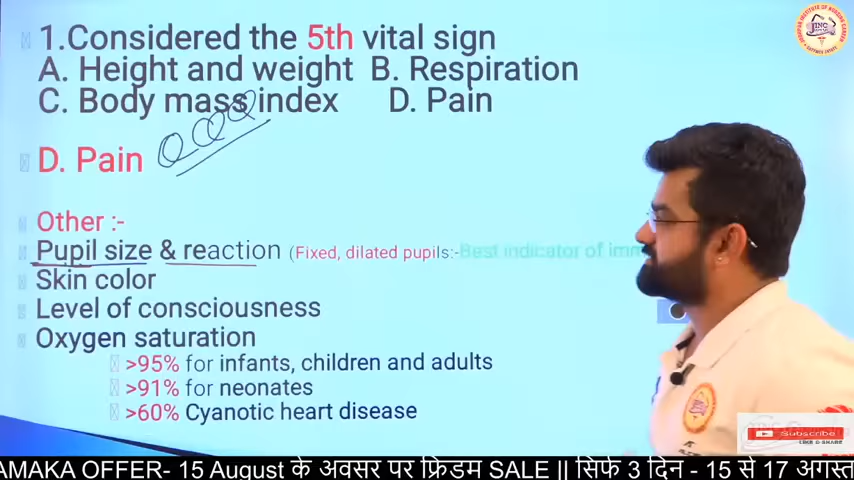 1.Considered the 5th vital sign
A. Height and weight B. Respiration
C. Body mass index D. Pain
D. Pain
Other :-
Pupil size & reaction (Fixed, dilated pupils:-Best indicator of
Skin color
Level of consciousness
Oxygen saturation
>95% for infants, children and adults
>91% for neonates
>60% Cyanotic heart disease
Subscribe
LIKE & SHARE
AMAKA OFFER- 15 August के अवसर पर फ्रिडम SALE || सिर्फ 3 दिन - 15 से 17 अगस्त